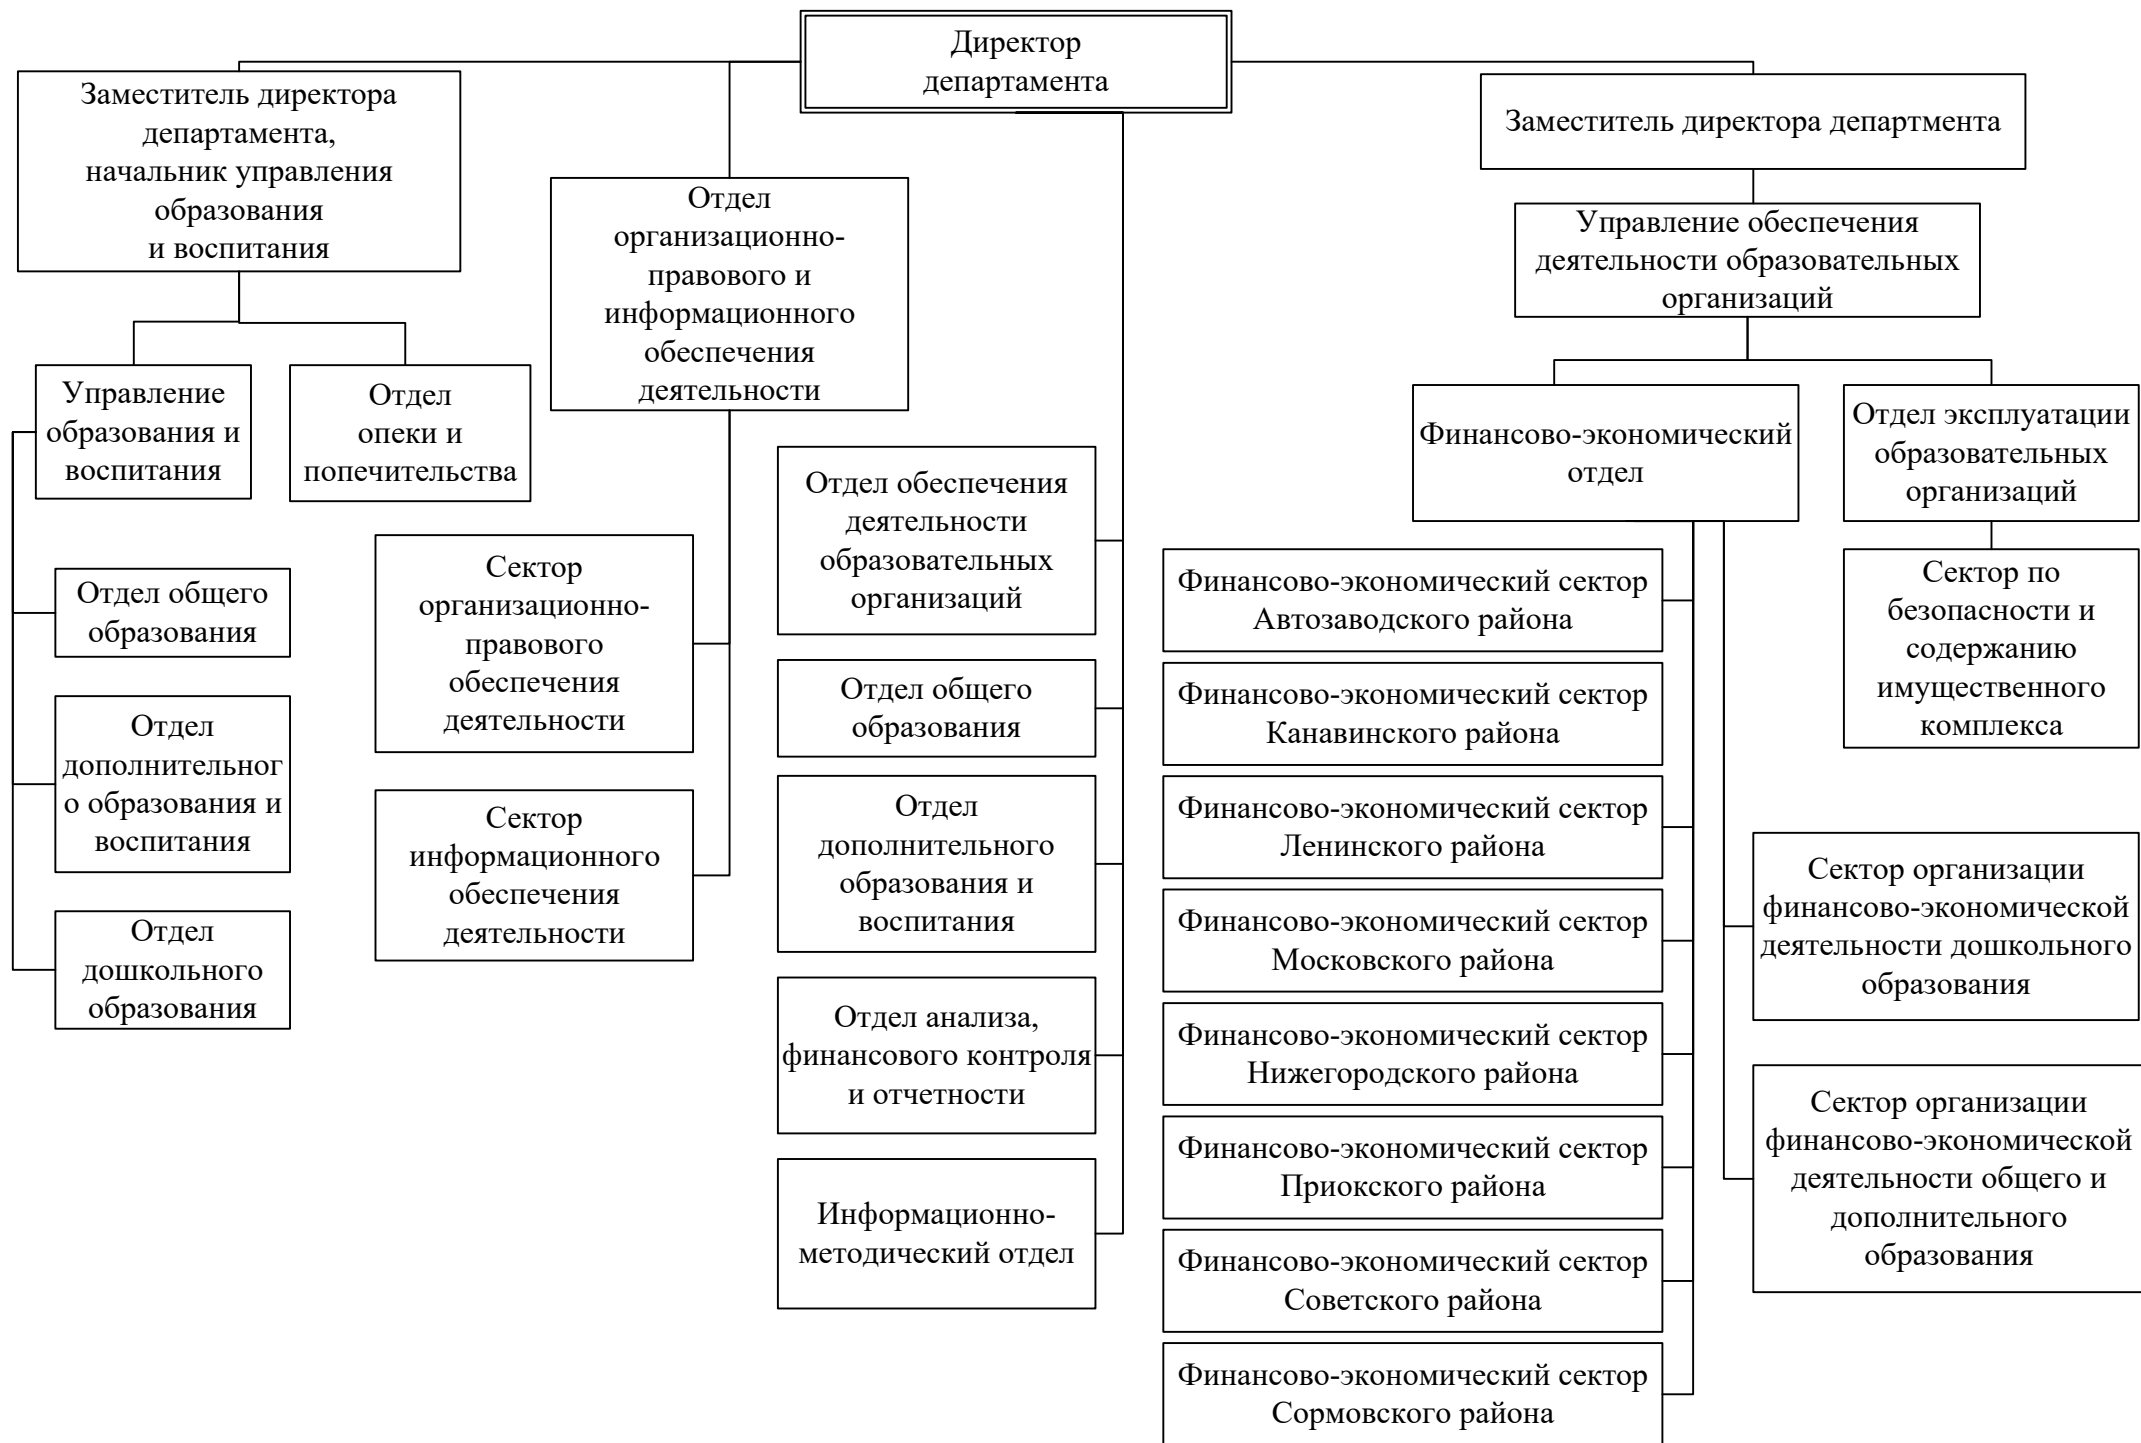 Директор
департамента
Заместитель директора
департамента,
начальник управления
образования
и воспитания
Управление
образования и
воспитания
Отдел общего
образования
Отдел
дополнительног
о образования и
воспитания
Отдел
дошкольного
образования
Отдел
опеки и
попечительства
Отдел
организационно-
правового и
информационного
обеспечения
деятельности
Сектор
организационно-
правового
обеспечения
деятельности
Сектор
информационного
обеспечения
деятельности
Отдел обеспечения
деятельности
образовательных
организаций
Отдел общего
образования
Отдел
дополнительного
образования и
воспитания
Отдел анализа,
финансового контроля
и отчетности
Информационно-
методический отдел
Заместитель директора департмента
Управление обеспечения
деятельности образовательных
организаций
Финансово-экономический
отдел
Финансово-экономический сектор
Автозаводского района
Финансово-экономический сектор
Канавинского района
Финансово-экономический сектор
Ленинского района
Финансово-экономический сектор
Московского района
Финансово-экономический сектор
Нижегородского района
Финансово-экономический сектор
Приокского района
Финансово-экономический сектор
Советского района
Финансово-экономический сектор
Сормовского района
Отдел эксплуатации
образовательных
организаций
Сектор по
безопасности и
содержанию
имущественного
комплекса
Сектор организации
финансово-экономической
деятельности дошкольного
образования
Сектор организации
финансово-экономической
деятельности общего и
дополнительного
образования